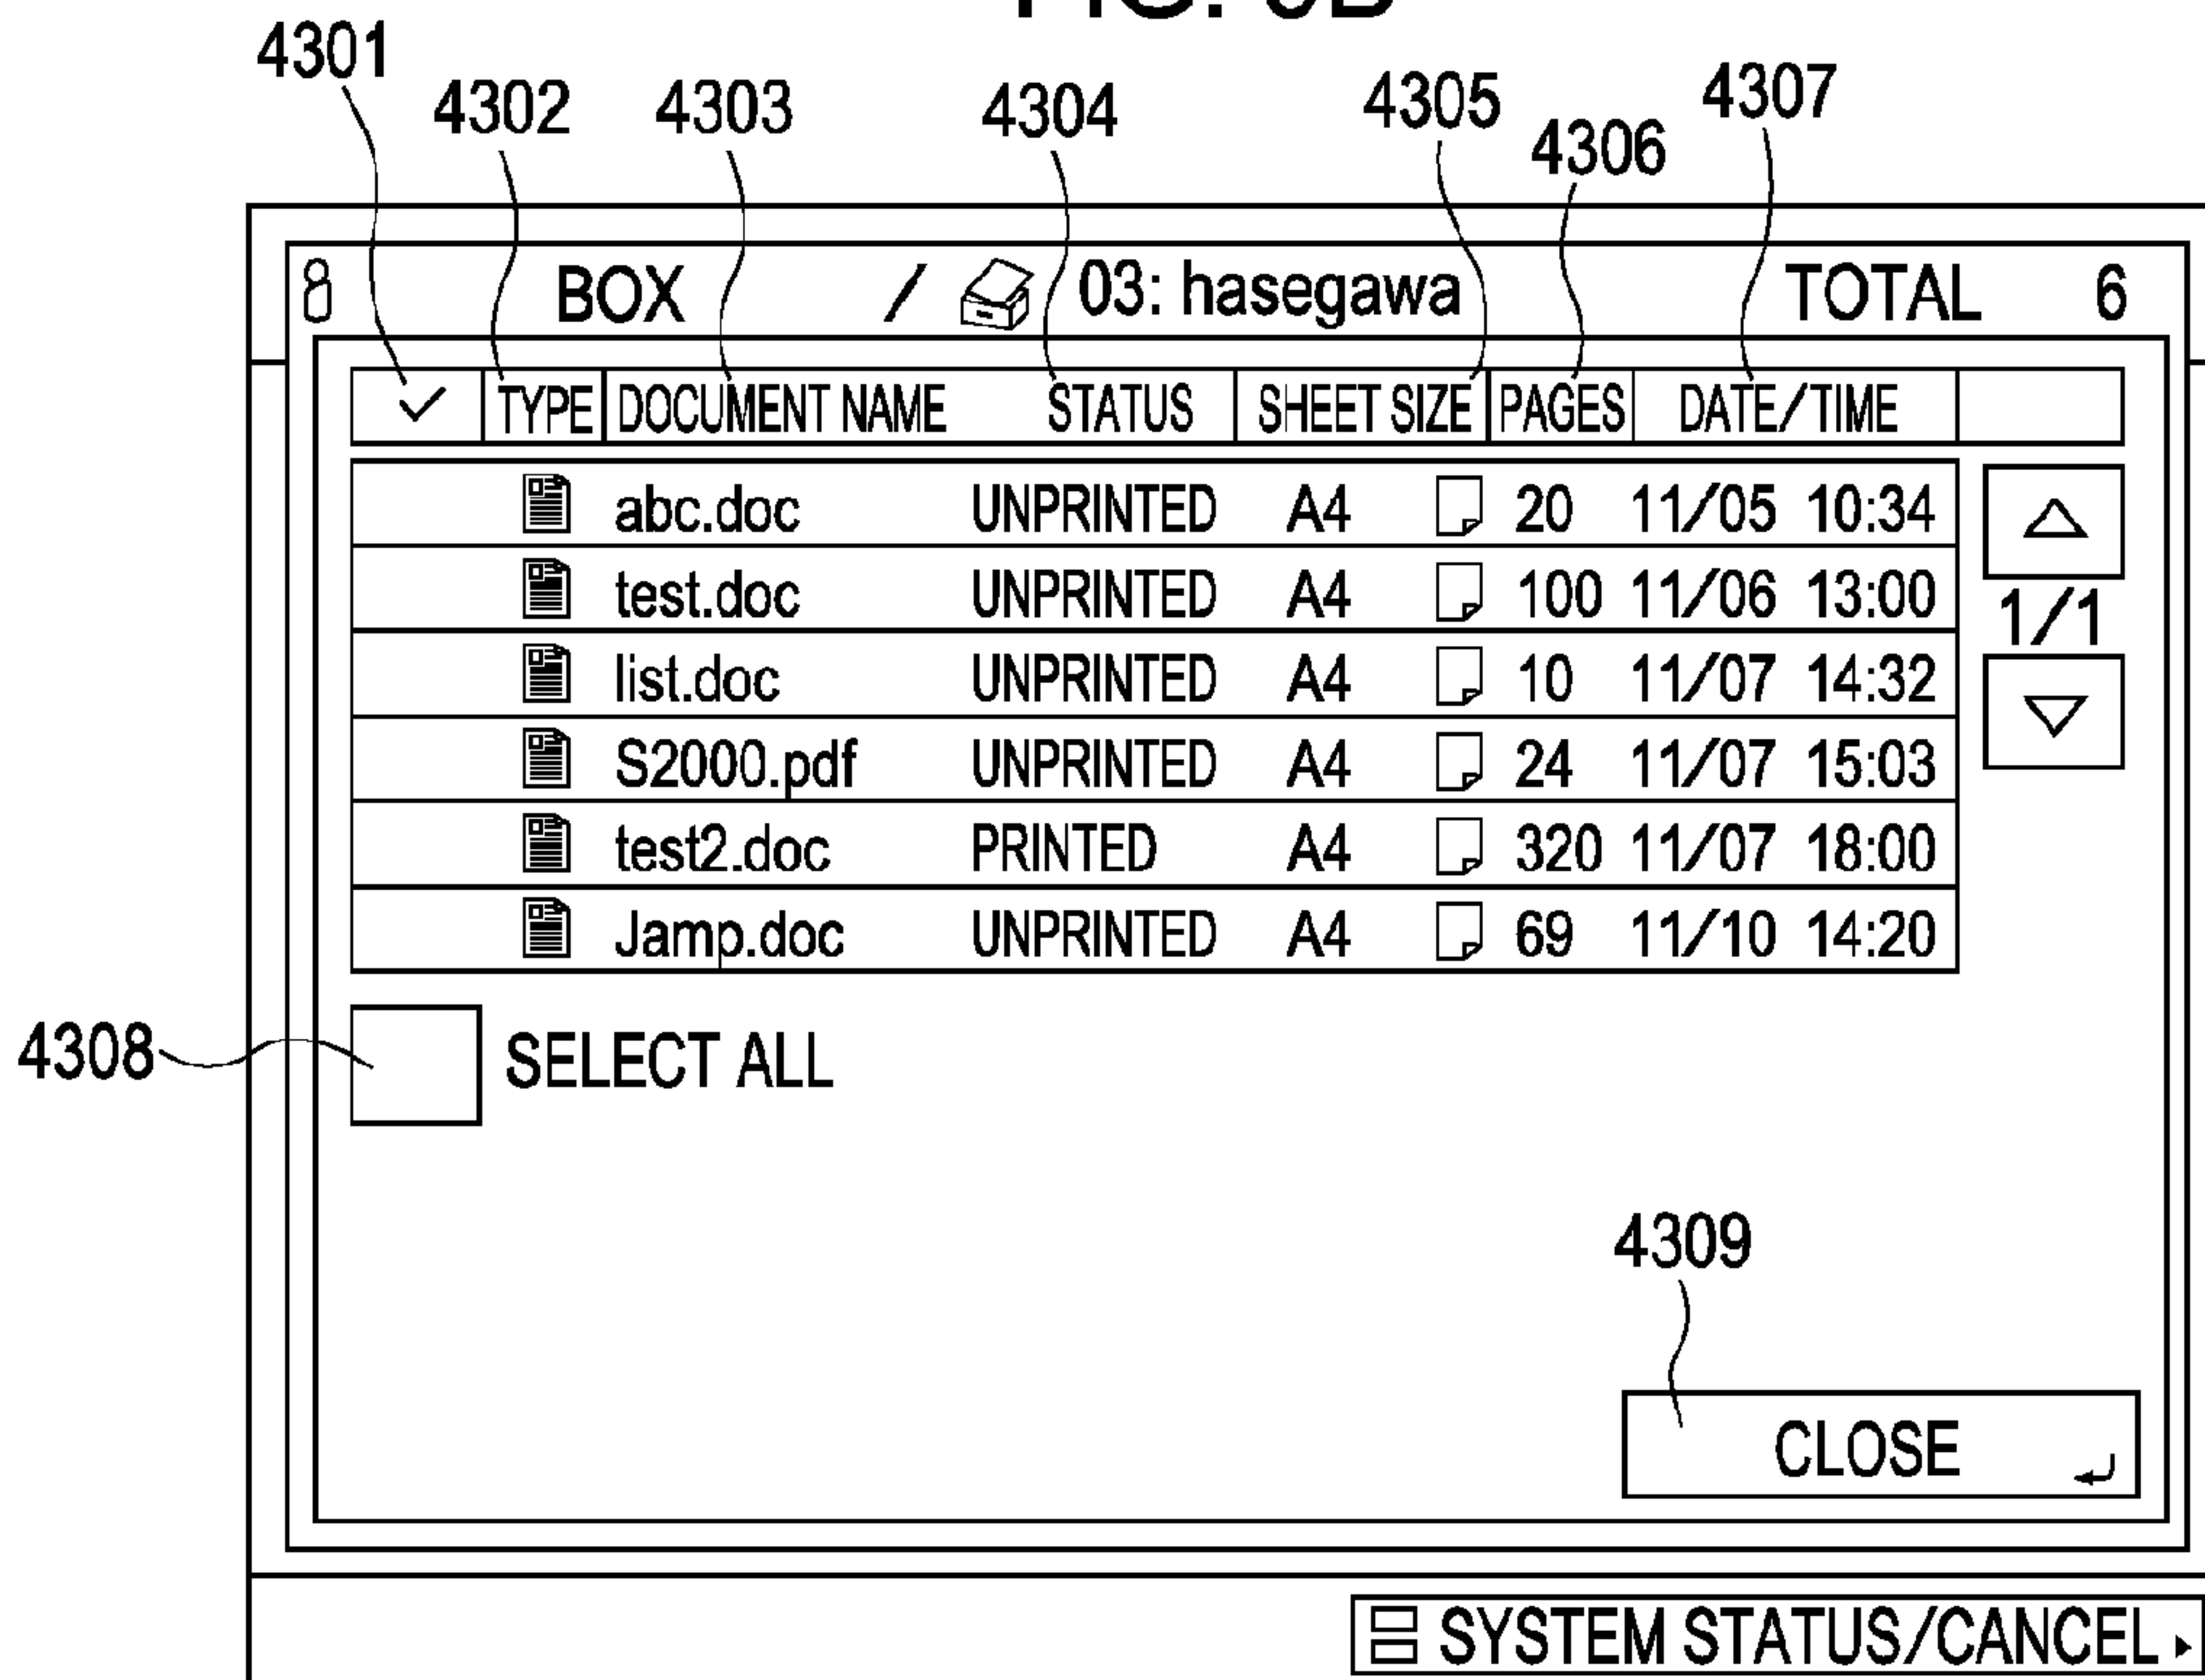 4301
4302 4303 4304 4305 4306 4307
8 BOX / 03: hasegawa TOTAL 6
✓ TYPE DOCUMENT NAME STATUS SHEET SIZE PAGES DATE/TIME
abc.doc UNPRINTED A4 20 11/05 10:34
test.doc UNPRINTED A4 100 11/06 13:00
1/1
list.doc UNPRINTED A4 10 11/07 14:32
S2000.pdf UNPRINTED A4 24 11/07 15:03
test2.doc PRINTED A4 320 11/07 18:00
Jamp.doc UNPRINTED A4 69 11/10 14:20
4308 SELECT ALL
4309
CLOSE
SYSTEM STATUS/CANCEL